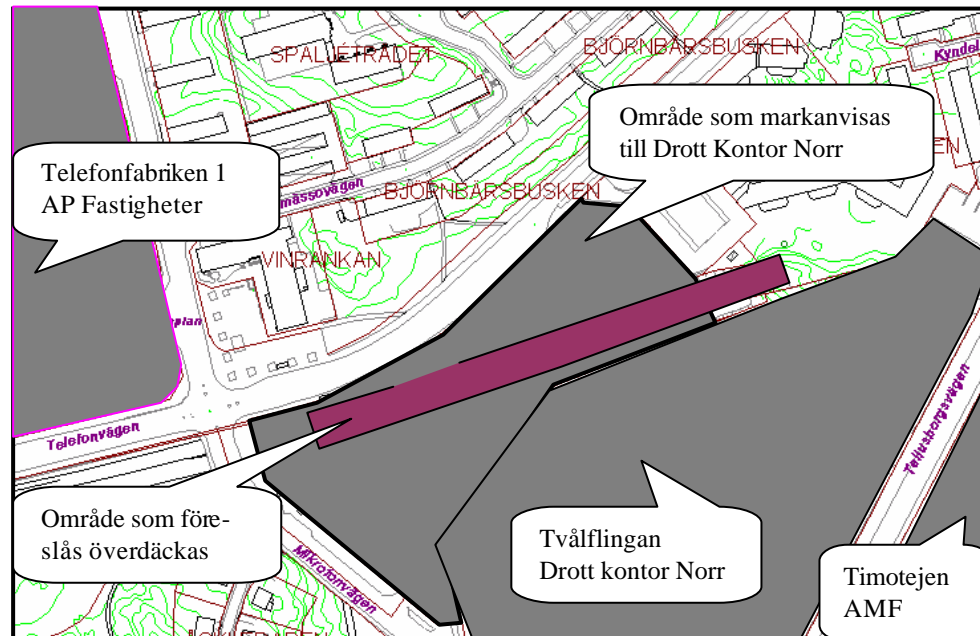 SPALJETRÄDET
BJÖRNBÄRSBUSKEN
Område som markanvisas
till Drott Kontor Norr
Telefonfabriken 1
AP Fastigheter
BJÖRNBÄRSBUSKEN
VINRANKAN
Telefonvägen
Område som före-
slås överdäckas
Mikrofonvägen
Tvålflingan
Drott kontor Norr
Tellusborgsvägen
Timotejen
AMF